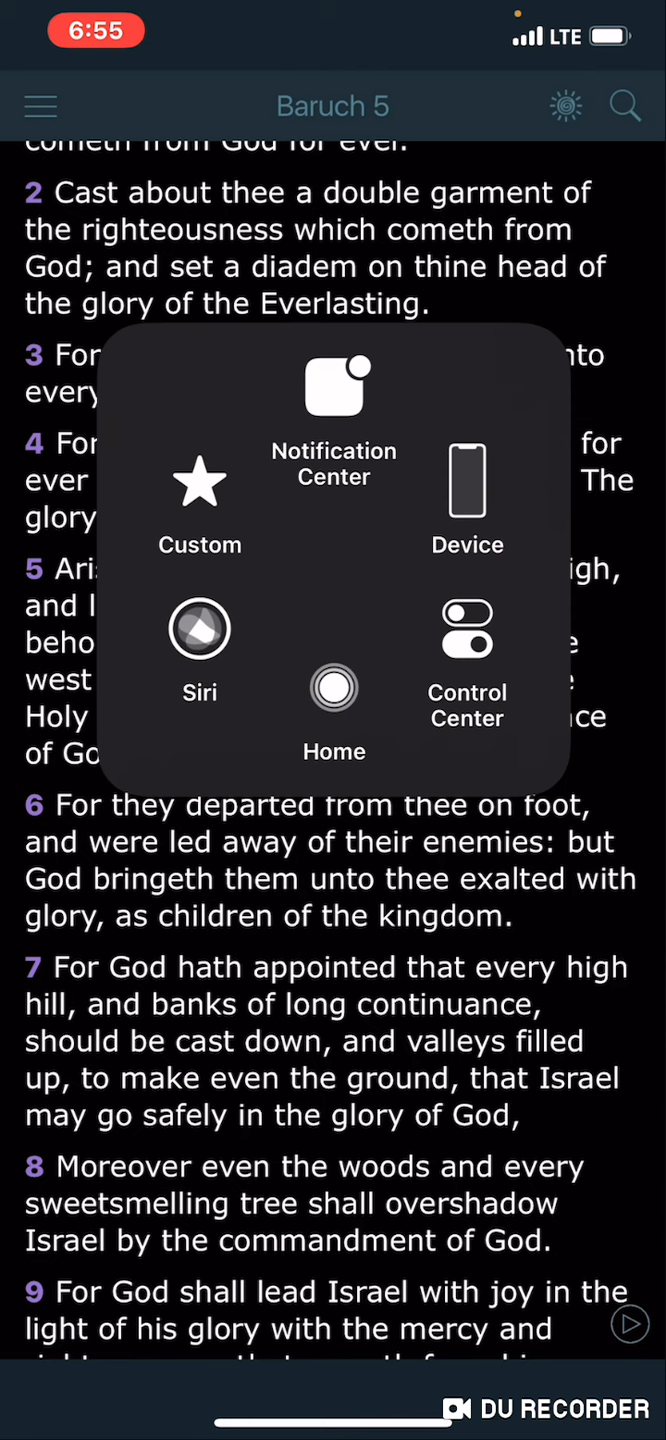 6:55
LTE
Baruch 5
cometh from God for ever.
2 Cast about thee a double garment of
the righteousness which cometh from
God; and set a diadem on thine head of
the glory of the Everlasting.
3 For
every
4 For for
ever The
glory
5 igh,
and
west
Holy
of
Notification
Center
Custom
Device
Siri
Control
Center
Home
6 For they departed from thee on foot,
and were led away of their enemies: but
God bringeth them unto thee exalted with
glory, as children of the kingdom.
7 For God hath appointed that every high
hill, and banks of long continuance,
should be cast down, and valleys filled
up, to make even the ground, that Israel
may go safely in the glory of God,
8 Moreover even the woods and every
sweetsmelling tree shall overshadow
Israel by the commandment of God.
9 For God shall lead Israel with joy in the
light of his glory with the mercy and
DU RECORDER